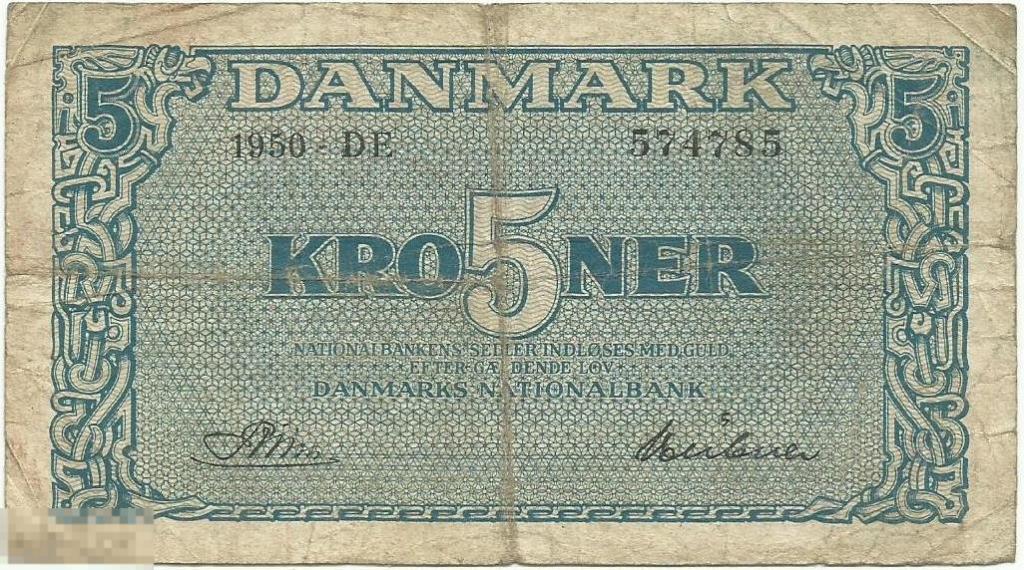 5 DANMARK 5
1950 - DE 574785
KRO5NER
NATIONALBANKENS SEDLER INDLØSES MED GULD
EFTER GÆLDENDE LOV
DANMARKS NATIONALBANK